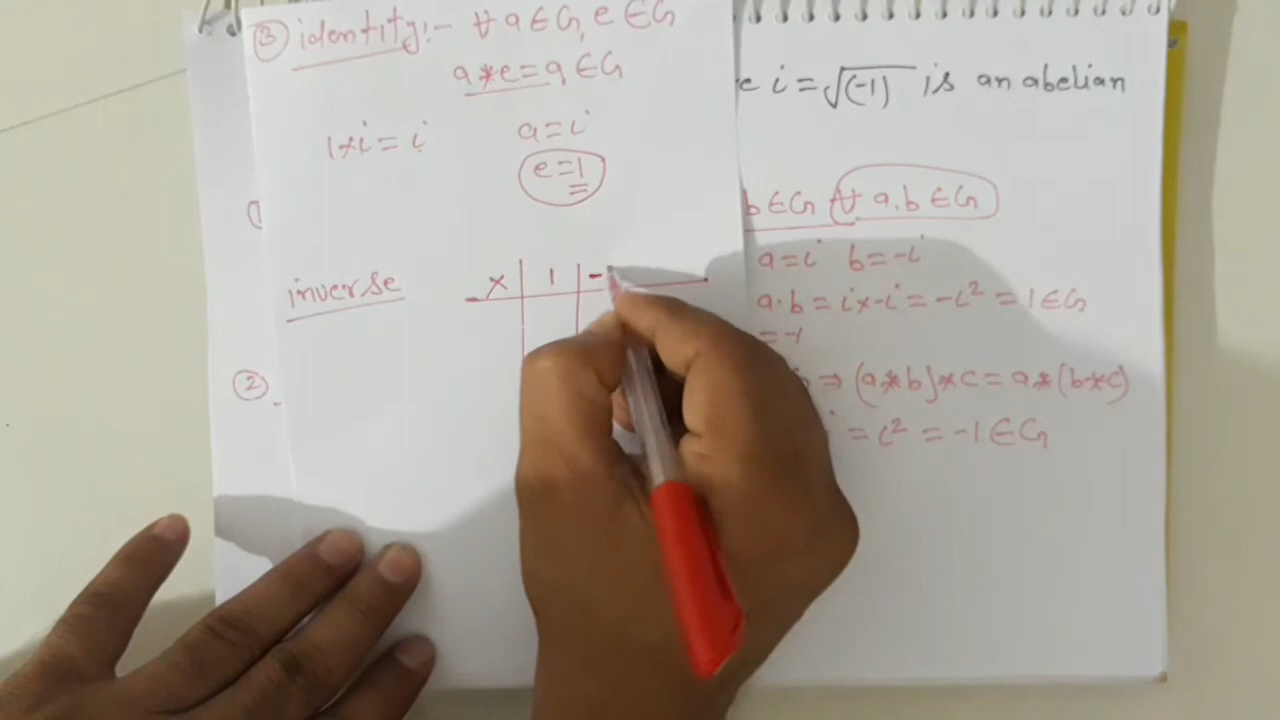 ③ identity:- ∀ a ∈ G, e ∈ G
a * e = a ∈ G
1×i = i
a = i
e = 1
inverse
× 1 -
e i = √(-1) is an abelian
b ∈ G ∀ a.b ∈ G
a = i b = -i
a·b = i×-i = -i² = 1 ∈ G
= -1
⇒ (a*b)*c = a*(b*c)
= i² = -1 ∈ G
②